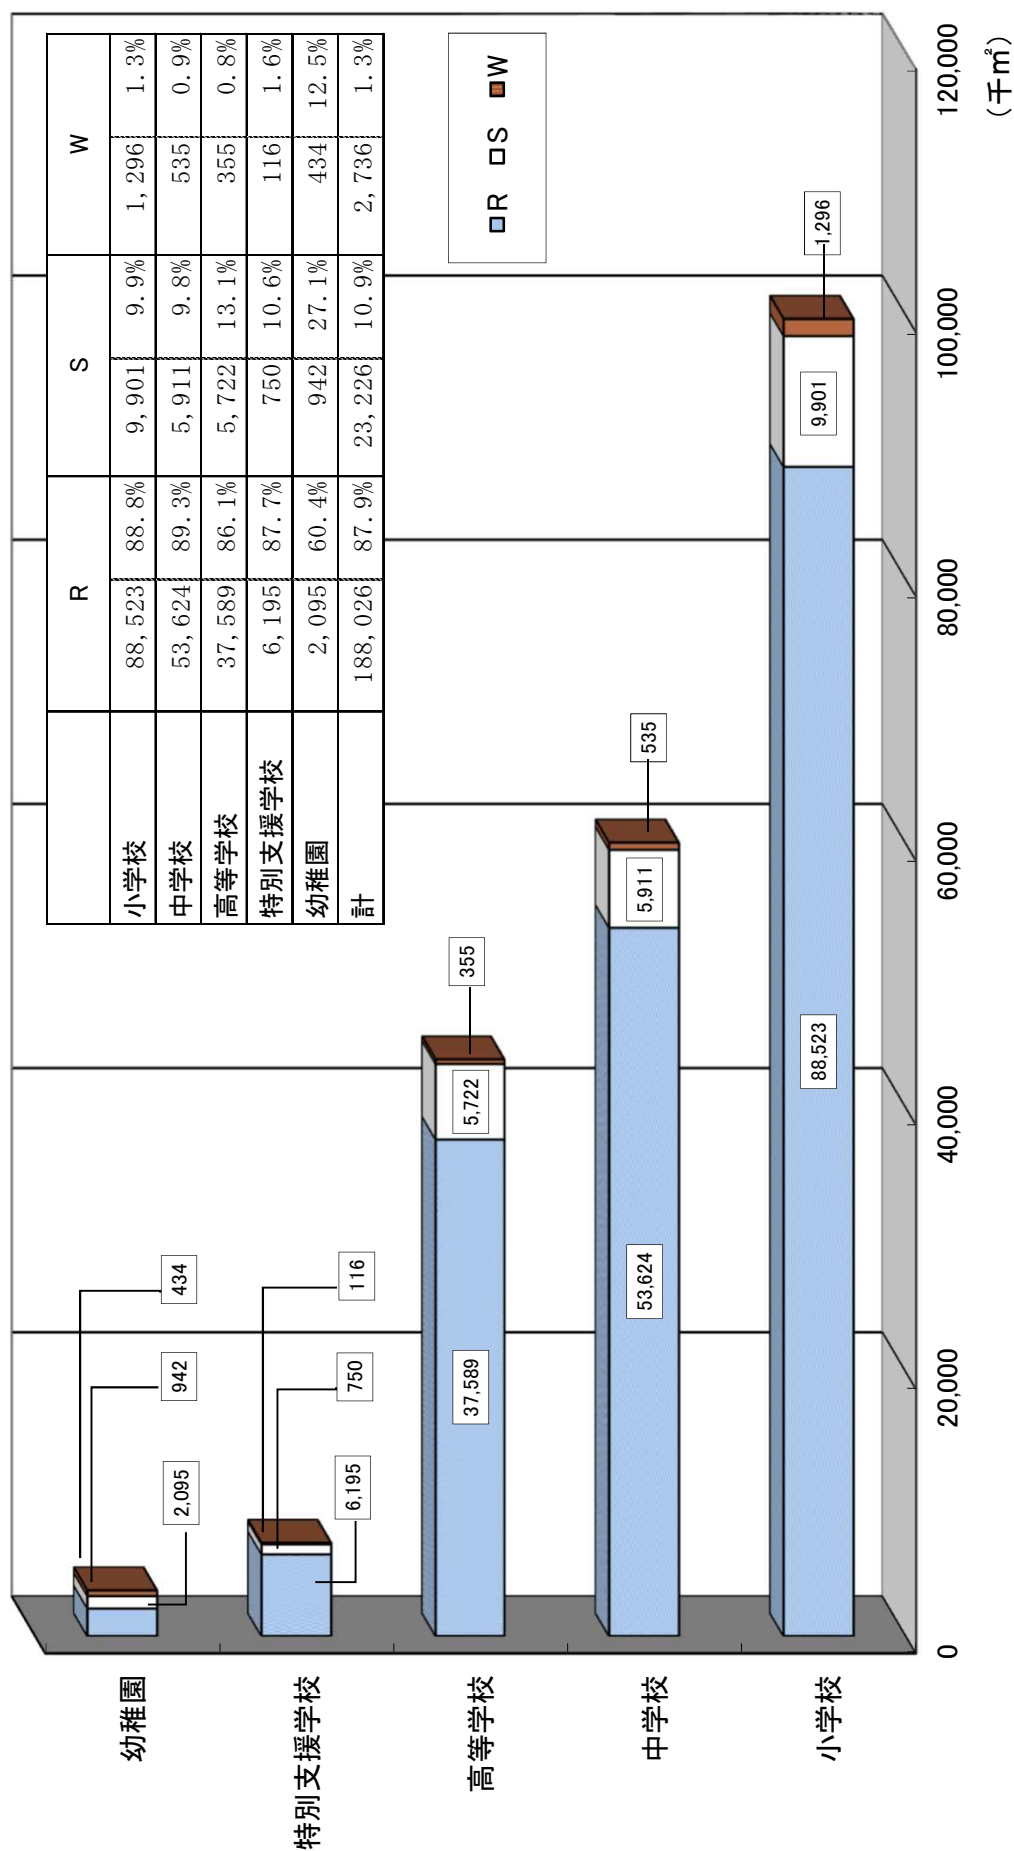 R S W
小学校 88,523 88.8% 9,901 9.9% 1,296 1.3%
中学校 53,624 89.3% 5,911 9.8% 535 0.9%
高等学校 37,589 86.1% 5,722 13.1% 355 0.8%
特別支援学校 6,195 87.7% 750 10.6% 116 1.6%
幼稚園 2,095 60.4% 942 27.1% 434 12.5%
計 188,026 87.9% 23,226 10.9% 2,736 1.3%
R S W
幼稚園 2,095 942 434
特別支援学校 6,195 750 116
高等学校 37,589 5,722 355
中学校 53,624 5,911 535
小学校 88,523 9,901 1,296
0 20,000 40,000 60,000 80,000 100,000 120,000
(千㎡)